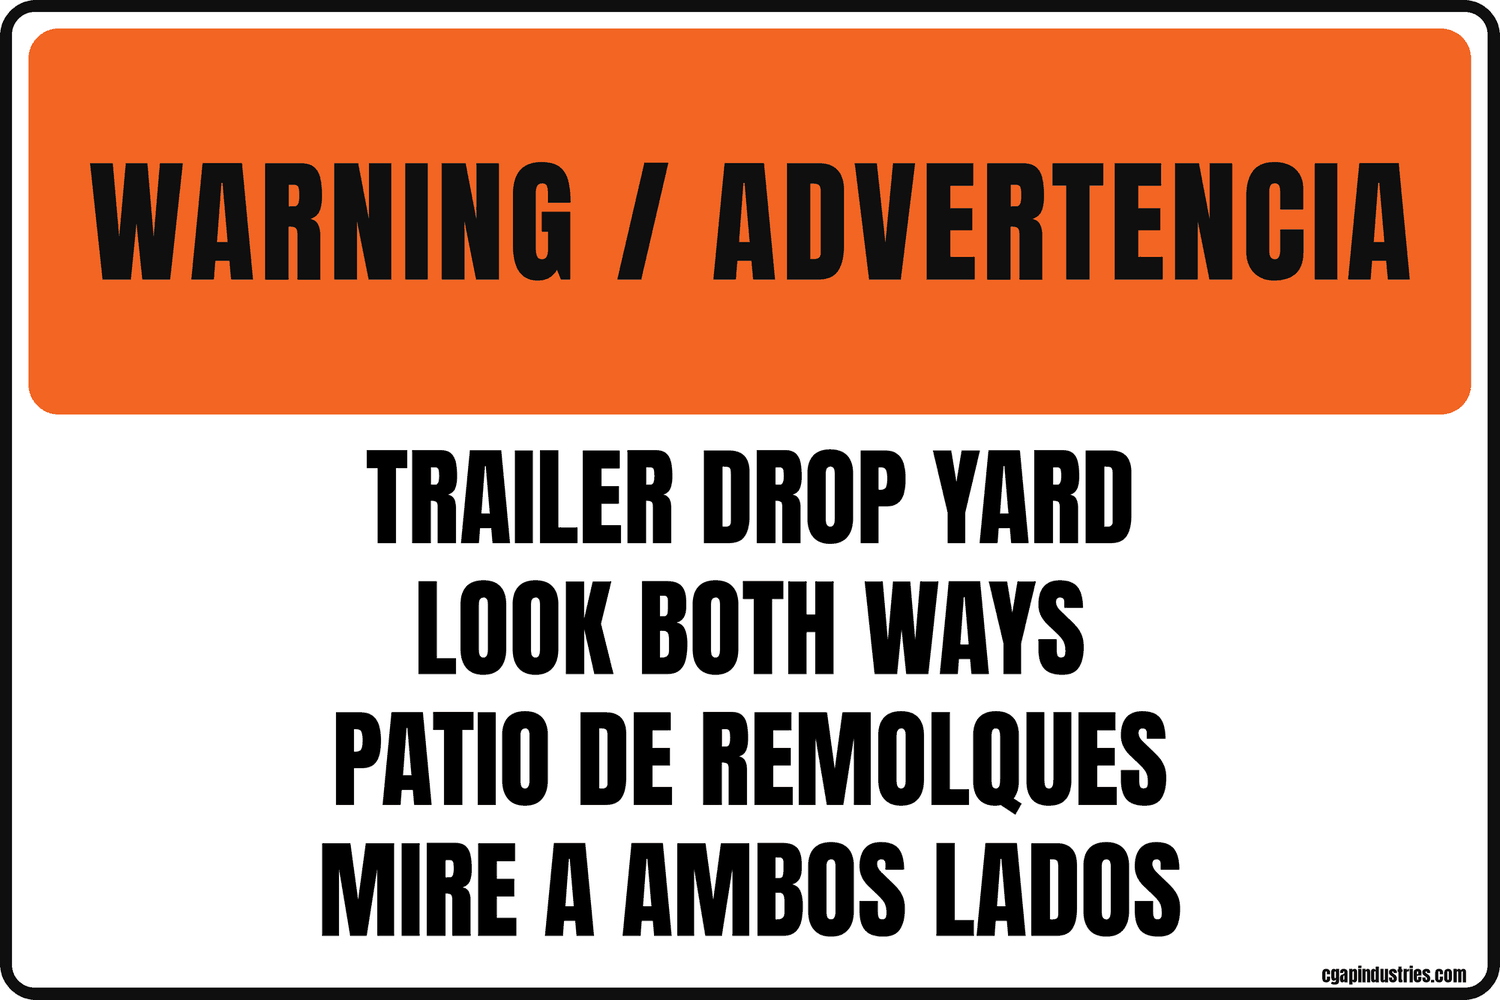 WARNING / ADVERTENCIA
TRAILER DROP YARD
LOOK BOTH WAYS
PATIO DE REMOLQUES
MIRE A AMBOS LADOS
cgapindustries.com